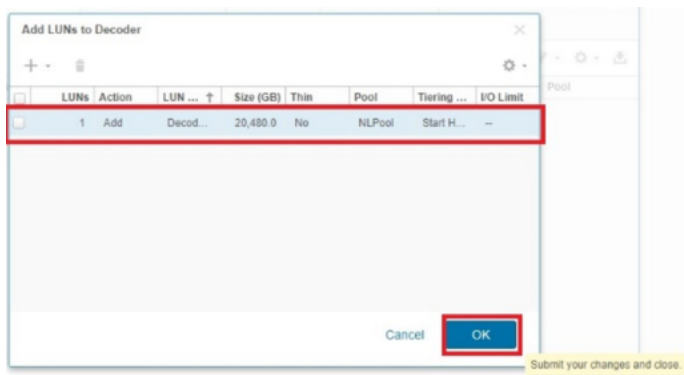 Add LUNs to Decoder
LUNs Action LUN ... ↑ Size (GB) Thin Pool Tiering ... I/O Limit
1 Add Decod... 20,480.0 No NLPool Start H... --
Pool
Cancel OK
Submit your changes and close.